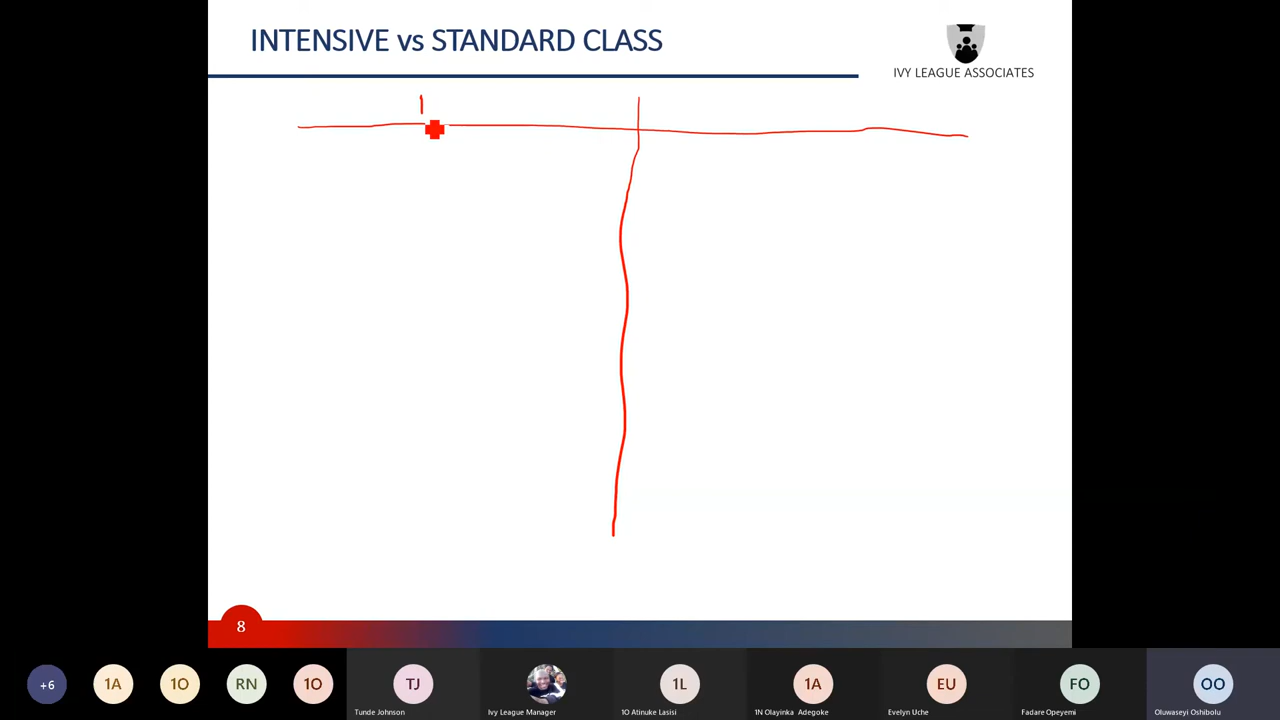 INTENSIVE vs STANDARD CLASS
IVY LEAGUE ASSOCIATES
8
+6
1A
1O
RN
1O
TJ
1L
1A
EU
FO
OO
Tunde Johnson
Ivy League Manager
1O Atinuke Lasisi
1N Olayinka Adegoke
Evelyn Uche
Fadare Opeyemi
Oluwaseyi Oshibolu